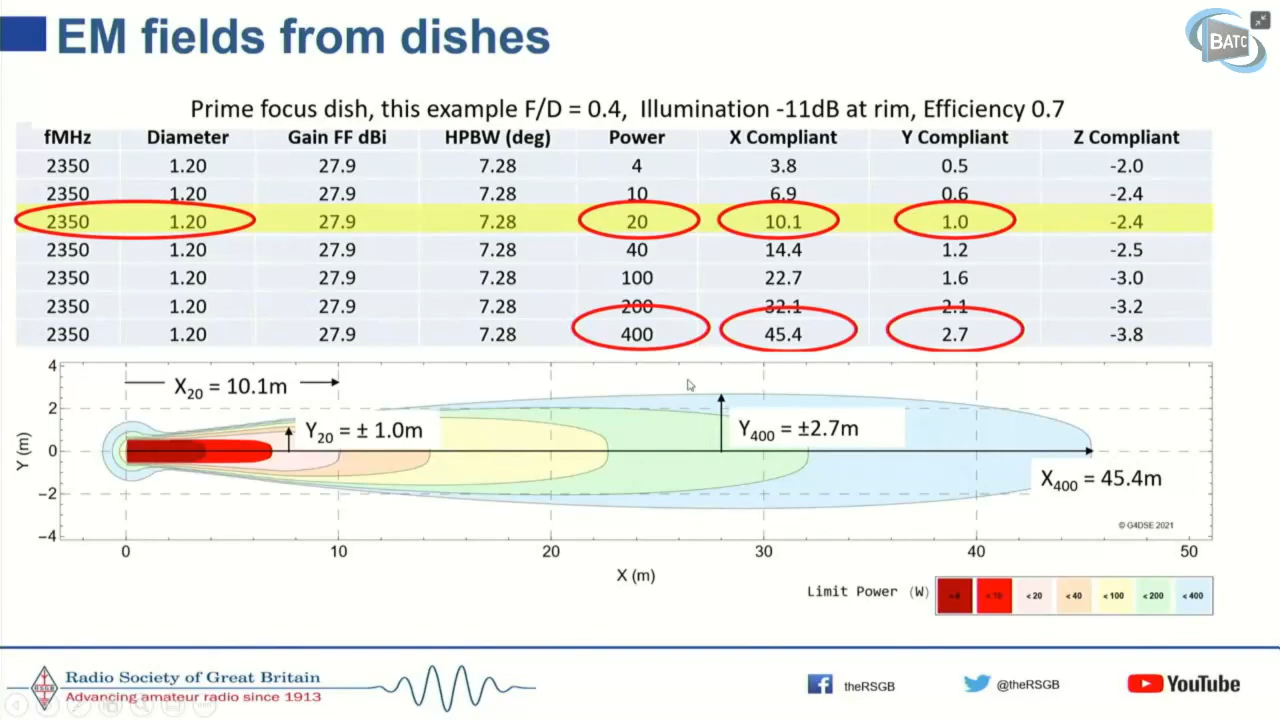 EM fields from dishes
BATC
Prime focus dish, this example F/D = 0.4, Illumination -11dB at rim, Efficiency 0.7
fMHz Diameter Gain FF dBi HPBW (deg) Power X Compliant Y Compliant Z Compliant
2350 1.20 27.9 7.28 4 3.8 0.5 -2.0
2350 1.20 27.9 7.28 10 6.9 0.6 -2.4
2350 1.20 27.9 7.28 20 10.1 1.0 -2.4
2350 1.20 27.9 7.28 40 14.4 1.2 -2.5
2350 1.20 27.9 7.28 100 22.7 1.6 -3.0
2350 1.20 27.9 7.28 200 32.1 2.1 -3.2
2350 1.20 27.9 7.28 400 45.4 2.7 -3.8
4
X20 = 10.1m
2
Y20 = ± 1.0m
Y400 = ±2.7m
Y (m)
0
X400 = 45.4m
−2
© G4DSE 2021
−4
0 10 20 30 40 50
X (m)
Limit Power (W)
< 10 < 20 < 40 < 100 < 200 < 400
Radio Society of Great Britain
Advancing amateur radio since 1913
RSGB
theRSGB
@theRSGB
YouTube